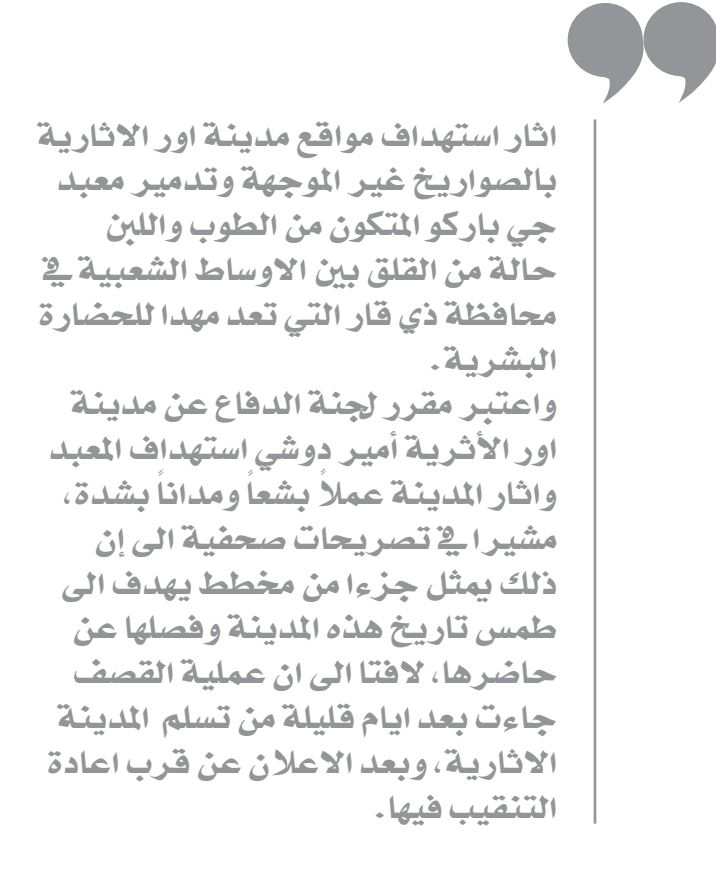 اثار استهداف مواقع مدينة اور الاثارية
بالصواريخ غير الموجهة وتدمير معبد
جي باركو المتكون من الطوب واللبن
حالة من القلق بين الاوساط الشعبية في
محافظة ذي قار التي تعد مهدا للحضارة
البشرية.
واعتبر مقرر لجنة الدفاع عن مدينة
اور الأثرية أمير دوشي استهداف المعبد
واثار المدينة عملاً بشعاً ومداناً بشدة،
مشيرا في تصريحات صحفية الى إن
ذلك يمثل جزءا من مخطط يهدف الى
طمس تاريخ هذه المدينة وفصلها عن
حاضرها، لافتا الى ان عملية القصف
جاءت بعد ايام قليلة من تسلم المدينة
الاثارية، وبعد الاعلان عن قرب اعادة
التنقيب فيها.